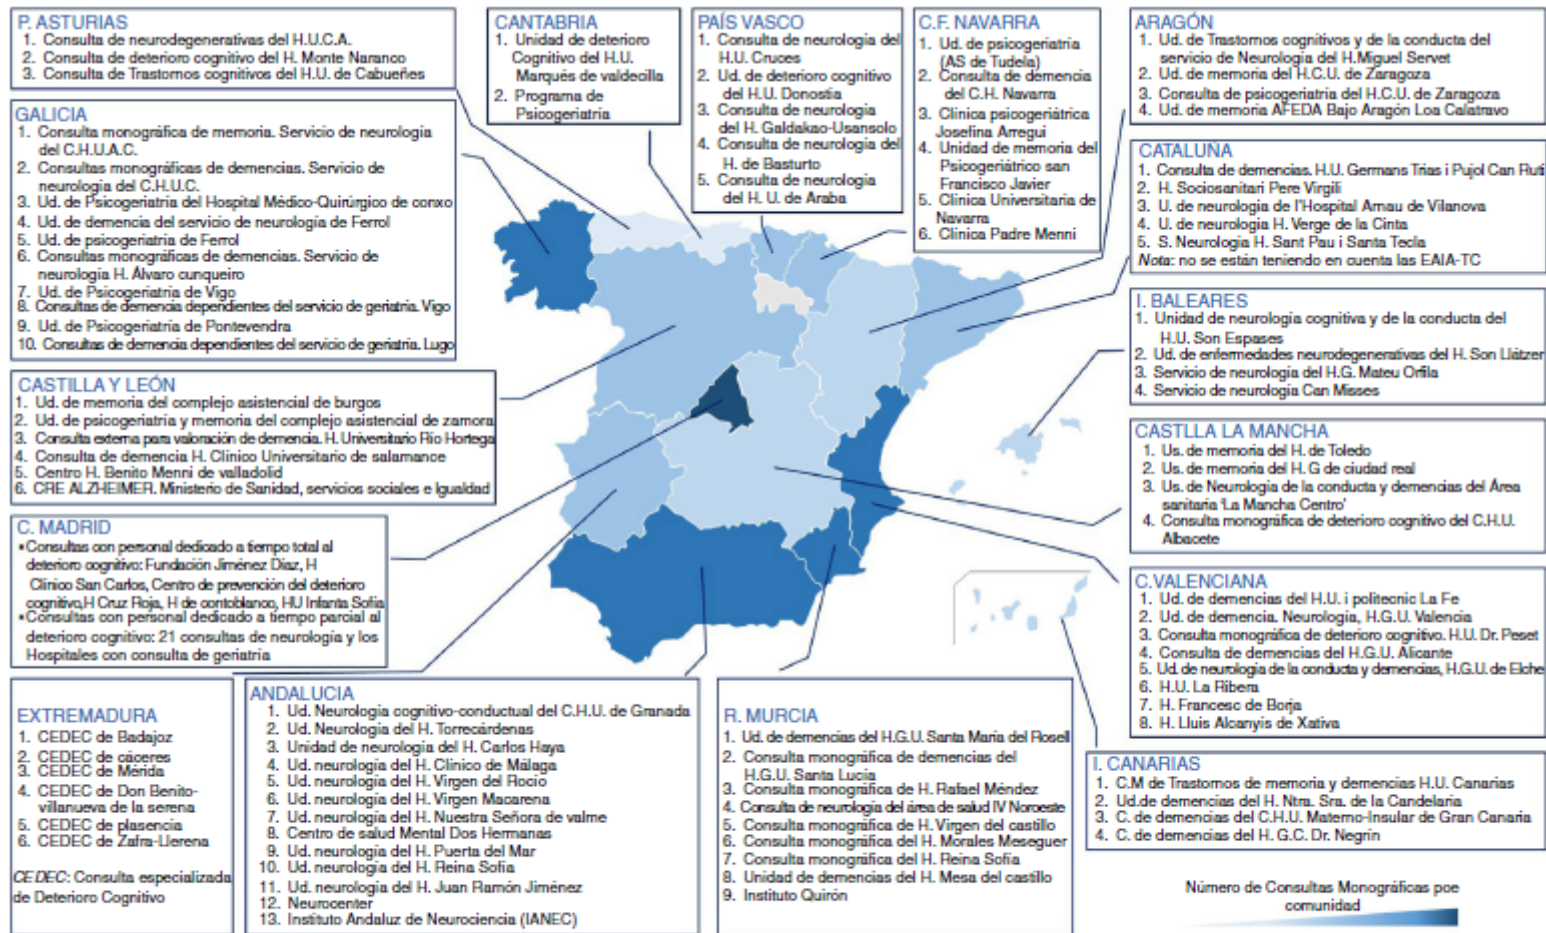 P. ASTURIAS
1. Consulta de neurodegenerativas del H.U.C.A.
2. Consulta de deterioro cognitivo del H. Monte Naranco
3. Consulta de Trastornos cognitivos del H.U. de Cabueñes
CANTABRIA
1. Unidad de deterioro
Cognitivo del H.U.
Marqués de valdecilla
2. Programa de
Psicogeriatria
PAÍS VASCO
1. Consulta de neurologia del
H.U. Cruces
2. Ud. de deterioro cognitivo
del H.U. Donostia
3. Consulta de neurologia
del H. Galdakao-Usansolo
4. Consulta de neurologia del
H. de Basturto
5. Consulta de neurologia
del H. U. de Araba
C.F. NAVARRA
1. Ud. de psicogeriatria
(AS de Tudela)
2. Consulta de demencia
del C.H. Navarra
3. Clinica psicogeriátrica
Josefina Arregui
4. Unidad de memoria del
Psicogeriátrico san
Francisco Javier
5. Clinica Universitaria de
Navarra
6. Clinica Padre Menni
ARAGÓN
1. Ud. de Trastornos cognitivos y de la conducta del
servicio de Neurología del H.Miguel Servet
2. Ud. de memoria del H.C.U. de Zaragoza
3. Consulta de psicogeriatria del H.C.U. de Zaragoza
4. Ud. de memoria AFEDA Bajo Aragón Loa Calatravo
GALICIA
1. Consulta monográfica de memoria. Servicio de neurología
del C.H.U.A.C.
2. Consultas monográficas de demencias. Servicio de
neurología del C.H.U.C.
3. Ud. de Psicogeriatria del Hospital Médico-Quirúrgico de conxo
4. Ud. de demencia del servicio de neurologia de Ferrol
5. Ud. de psicogeriatria de Ferrol
6. Consultas monográficas de demencias. Servicio de
neurología H. Alvaro cunqueiro
7. Ud. de Psicogeriatría de Vigo
8. Consultas de demencia dependientes del servicio de geriatría. Vigo
9. Ud. de Psicogeriatria de Pontevendra
10. Consultas de demencia dependientes del servicio de geriatría. Lugo
CATALUÑA
1. Consulta de demencias. H.U. Germans Trias i Pujol Can Ruti
2. H. Sociosanitari Pere Virgili
3. U. de neurologia de l'Hospital Arnau de Vilanova
4. U. de neurologia H. Verge de la Cinta
5. S. Neurologia H. Sant Pau i Santa Tecla
Nota: no se están teniendo en cuenta las EAIA-TC
I. BALEARES
1. Unidad de neurología cognitiva y de la conducta del
H.U. Son Espases
2. Ud. de enfermedades neurodegenerativas del H. Son Llàtzer
3. Servicio de neurología del H.G. Mateu Orfila
4. Servicio de neurología Can Misses
CASTILLA Y LEÓN
1. Ud. de memoria del complejo asistencial de burgos
2. Ud. de psicogeriatría y memoria del complejo asistencial de zamora
3. Consulta externa para valoración de demencia. H. Universitario Río Hortega
4. Consulta de demencia H. Clínico Universitario de salamance
5. Centro H. Benito Menni de valladolid
6. CRE ALZHEIMER. Ministerio de Sanidad, servicios sociales e Igualdad
CASTLLA LA MANCHA
1. Us. de memoria del H. de Toledo
2. Us. de memoria del H. G de ciudad real
3. Us. de Neurología de la conducta y demencias del Área
sanitaria 'La Mancha Centro'
4. Consulta monográfica de deterioro cognitivo del C.H.U.
Albacete
C. MADRID
•Consultas con personal dedicado a tiempo total al
deterioro cognitivo: Fundación Jiménez Díaz, H
Clínico San Carlos, Centro de prevención del deterioro
cognitivo,H Cruz Roja, H de contoblanco, HU Infanta Sofía
•Consultas con personal dedicado a tiempo parcial al
deterioro cognitivo: 21 consultas de neurología y los
Hospitales con consulta de geriatria
C.VALENCIANA
1. Ud. de demencias del H.U. i politecnic La Fe
2. Ud. de demencia. Neurología, H.G.U. Valencia
3. Consulta monográfica de deterioro cognitivo. H.U. Dr. Peset
4. Consulta de demencias del H.G.U. Alicante
5. Ud. de neurología de la conducta y demencias, H.G.U. de Elche
6. H.U. La Ribera
7. H. Francesc de Borja
8. H. Lluis Alcanyis de Xativa
EXTREMADURA
1. CEDEC de Badajoz
2. CEDEC de cáceres
3. CEDEC de Mérida
4. CEDEC de Don Benito-
villanueva de la serena
5. CEDEC de plasencia
6. CEDEC de Zafra-Llerena
CEDEC: Consulta especializada
de Deterioro Cognitivo
ANDALUCIA
1. Ud. Neurología cognitivo-conductual del C.H.U. de Granada
2. Ud. Neurología del H. Torrecárdenas
3. Unidad de neurología del H. Carlos Haya
4. Ud. neurología del H. Clínico de Málaga
5. Ud. neurología del H. Virgen del Rocio
6. Ud. neurología del H. Virgen Macarena
7. Ud. neurología del H. Nuestra Señora de valme
8. Centro de salud Mental Dos Hermanas
9. Ud. neurología del H. Puerta del Mar
10. Ud. neurología del H. Reina Sofía
11. Ud. neurología del H. Juan Ramón Jiménez
12. Neurocenter
13. Instituto Andaluz de Neurociencia (IANEC)
R. MURCIA
1. Ud. de demencias del H.G.U. Santa María del Rosell
2. Consulta monográfica de demencias del
H.G.U. Santa Lucia
3. Consulta monográfica de H. Rafael Méndez
4. Consulta de neurología del área de salud IV Noroeste
5. Consulta monográfica de H. Virgen del castillo
6. Consulta monográfica del H. Morales Meseguer
7. Consulta monográfica del H. Reina Sofía
8. Unidad de demencias del H. Mesa del castillo
9. Instituto Quirón
I. CANARIAS
1. C.M de Trastornos de memoria y demencias H.U. Canarias
2. Ud.de demencias del H. Ntra. Sra. de la Candelaria
3. C. de demencias del C.H.U. Materno-Insular de Gran Canaria
4. C. de demencias del H. G.C. Dr. Negrín
Número de Consultas Monográficas poe
comunidad